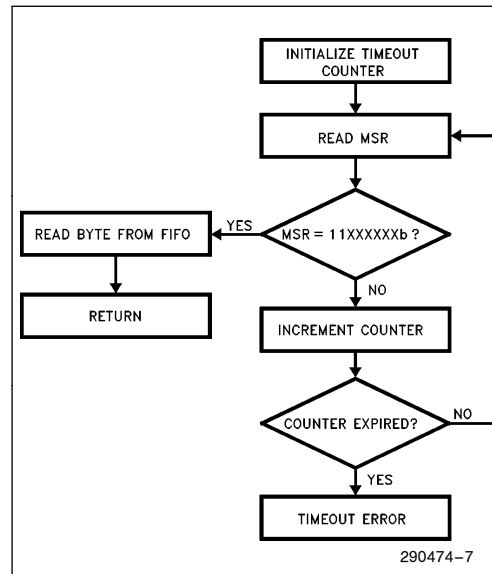 INITIALIZE TIMEOUT
COUNTER
READ MSR
MSR = 11XXXXXXb ?
YES
READ BYTE FROM FIFO
RETURN
NO
INCREMENT COUNTER
COUNTER EXPIRED?
NO
YES
TIMEOUT ERROR
290474-7